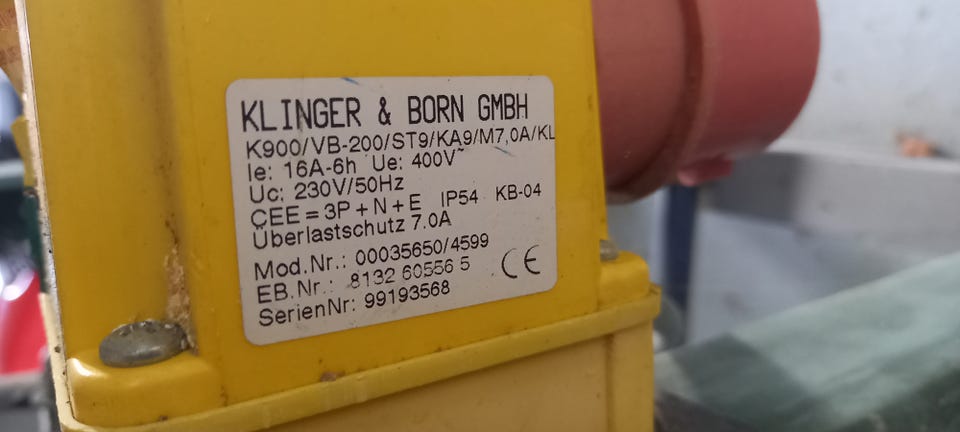 KLINGER & BORN GMBH
K900/VB-200/ST9/KA9/M7,0A/KL
Ie: 16A-6h Ue: 400V~
Uc: 230V/50Hz
CEE = 3P + N + E IP54 KB-04
Überlastschutz 7.0A
Mod.Nr.: 00035650/4599
EB.Nr.: 8132 60556 5
SerienNr: 99193568
CE